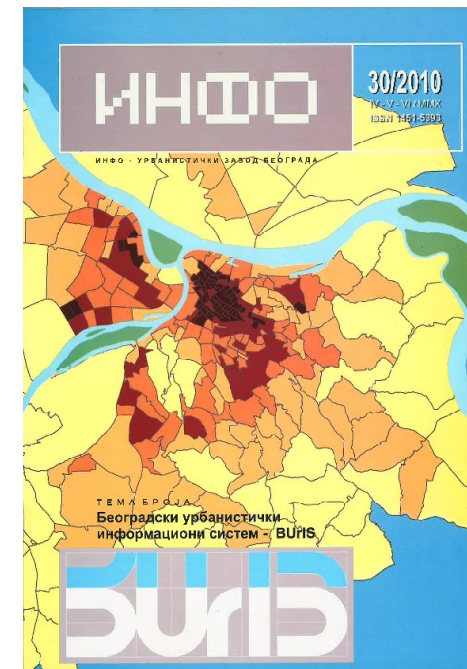 ИНФО
30/2010
IV - V - VI / MMX
ISBN 1451-5393
ИНФО - УРБАНИСТИЧКИ ЗАВОД БЕОГРАДА
ТЕМА БРОЈА
Београдски урбанистички
информациони систем - BUrIS
BUrIS